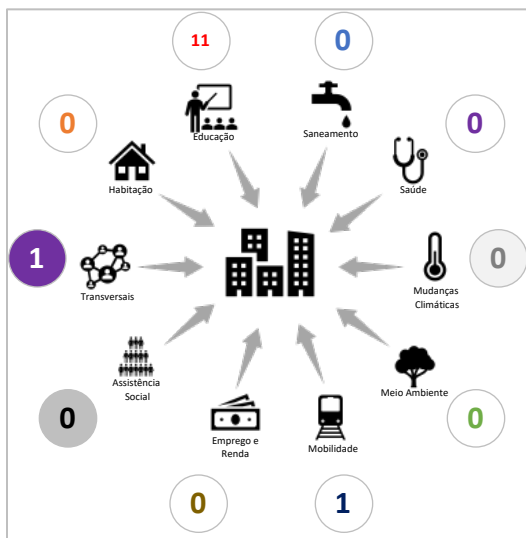 11
0
Educação
Saneamento
0
0
Habitação
Saúde
1
Transversais
Mudanças
Climáticas
0
Assistência
Social
Meio Ambiente
0
Emprego e
Renda
Mobilidade
0
0
1